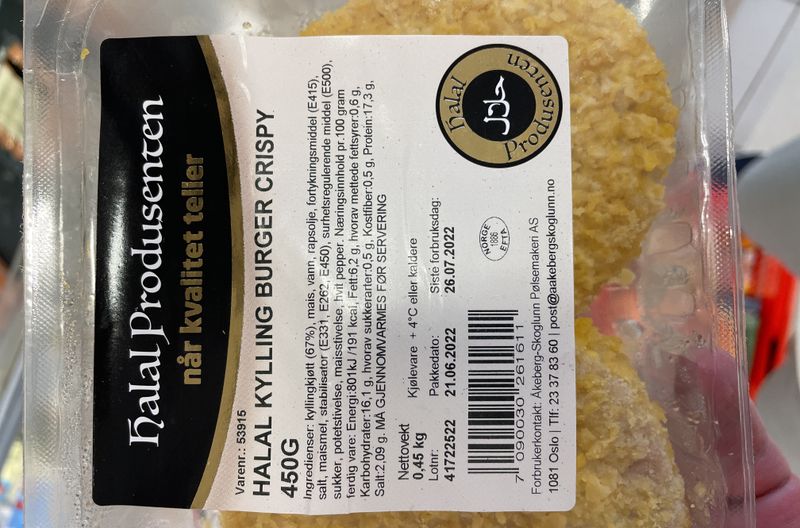 Halal Produsenten
når kvalitet teller
Varenr.: 53915
HALAL KYLLING BURGER CRISPY
450G
Ingredienser: kyllingkjøtt (67%), mais, vann, rapsolje, fortykningsmiddel (E415),
salt, maismel, stabilisator (E331, E262, E450), surhetsregulerende middel (E500),
sukker, potetstivelse, maisstivelse, hvit pepper. Næringsinnhold pr.100 gram
ferdig vare: Energi:801kJ /191 kcal, Fett:6,2 g, hvorav mettede fettsyrer:0,6 g,
Karbohydrater:16,1 g, hvorav sukkerarter:0,5 g, Kostfiber:0,5 g, Protein:17,3 g,
Salt:2,09 g. MÅ GJENNOMVARMES FØR SERVERING
Nettovekt
0,45 kg
Kjølevare + 4°C eller kaldere
Lotnr:
41722522
Pakkedato:
21.06.2022
Siste forbruksdag:
26.07.2022
7 090030 261611
Forbrukerkontakt: Åkeberg-Skoglunn Pølsemakeri AS
1081 Oslo | Tlf: 23 37 83 60 | post@aakebergskoglunn.no
Halal
حلال
Produsenten
NORGE
1886
EFTA